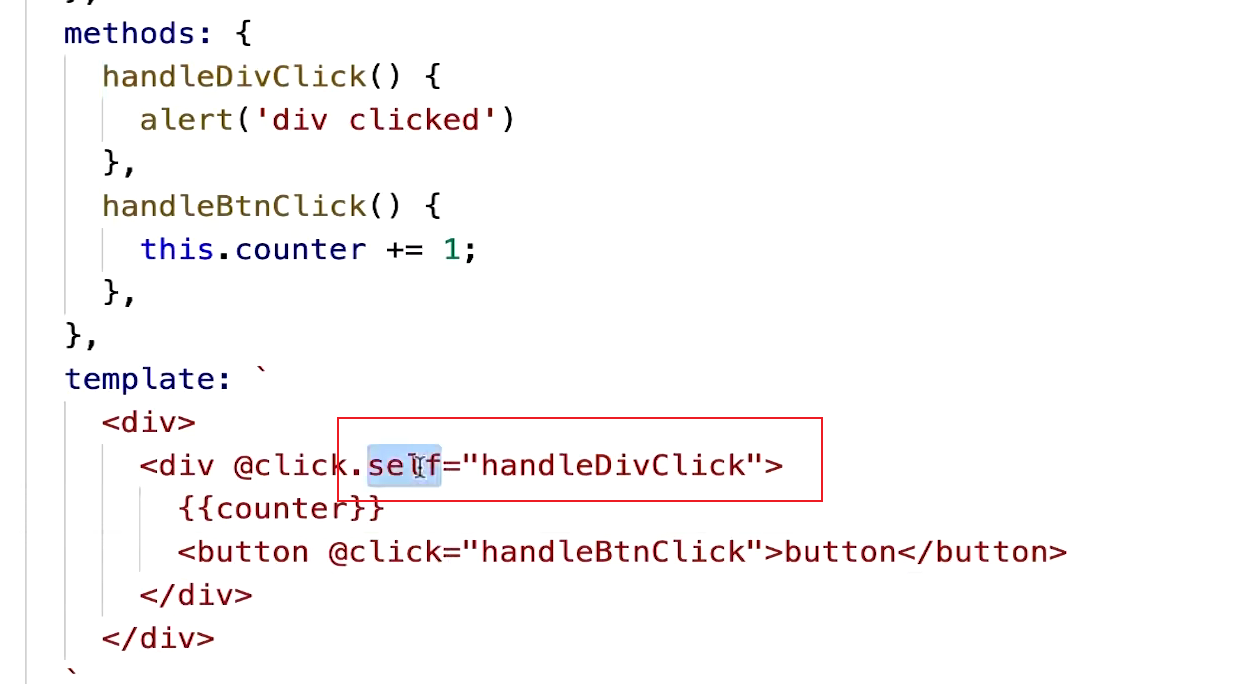 methods: {
handleDivClick() {
alert('div clicked')
},
handleBtnClick() {
this.counter += 1;
},
},
template: `
<div>
<div @click.self="handleDivClick">
{{counter}}
<button @click="handleBtnClick">button</button>
</div>
</div>
`